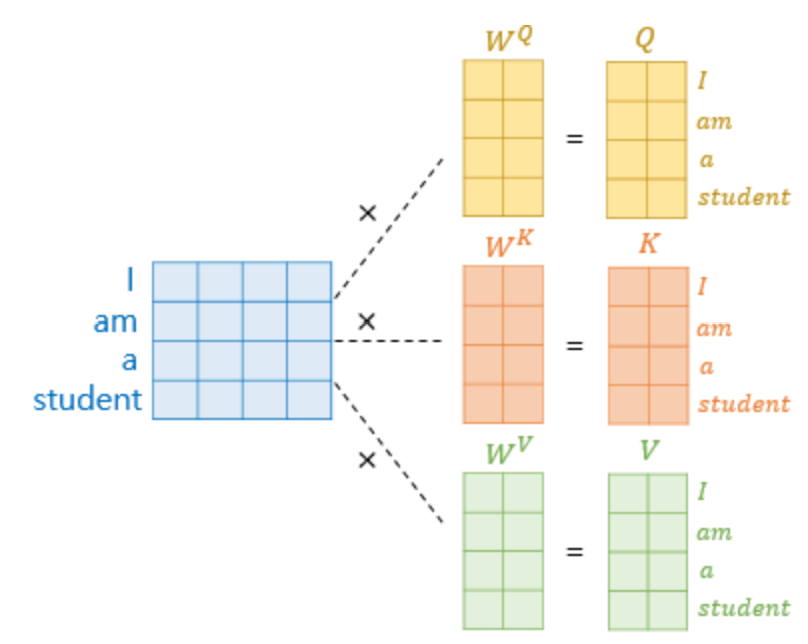 W^Q Q
I
am
a
student
×
=
I
am
a
student
W^K K
×
=
I
am
a
student
W^V V
×
=
I
am
a
student